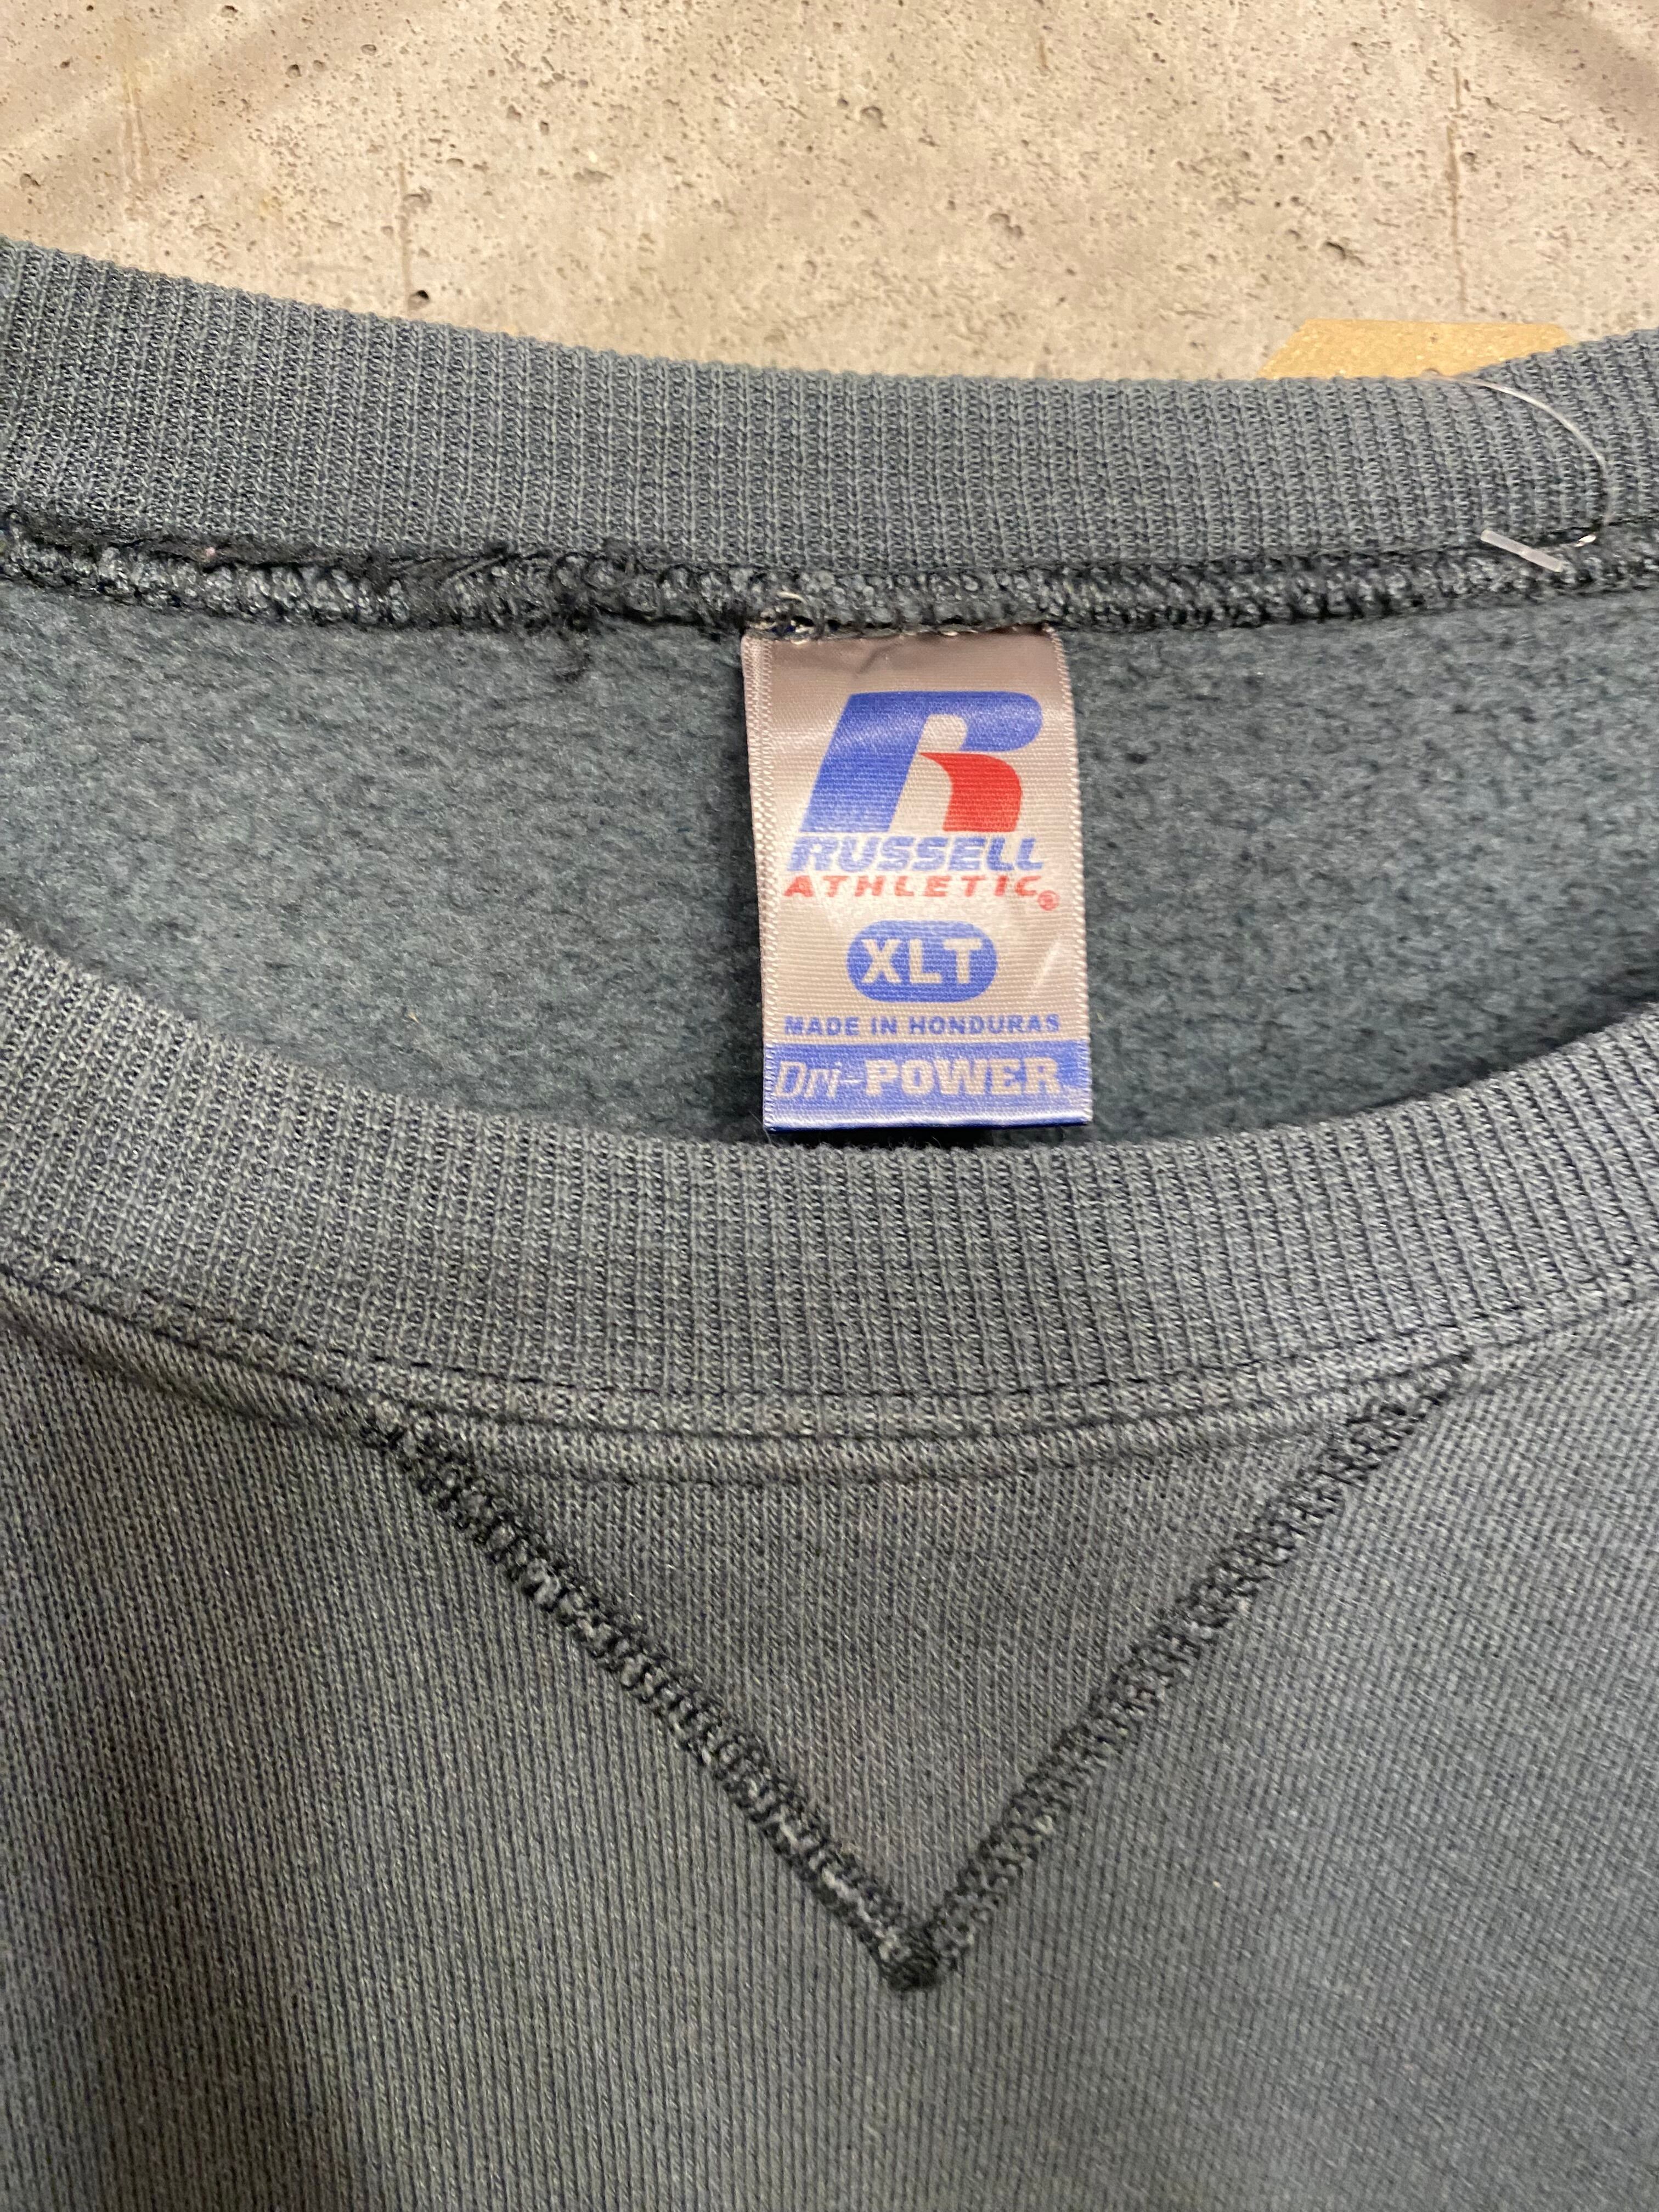 R
RUSSELL
ATHLETIC®
XLT
MADE IN HONDURAS
Dri-POWER